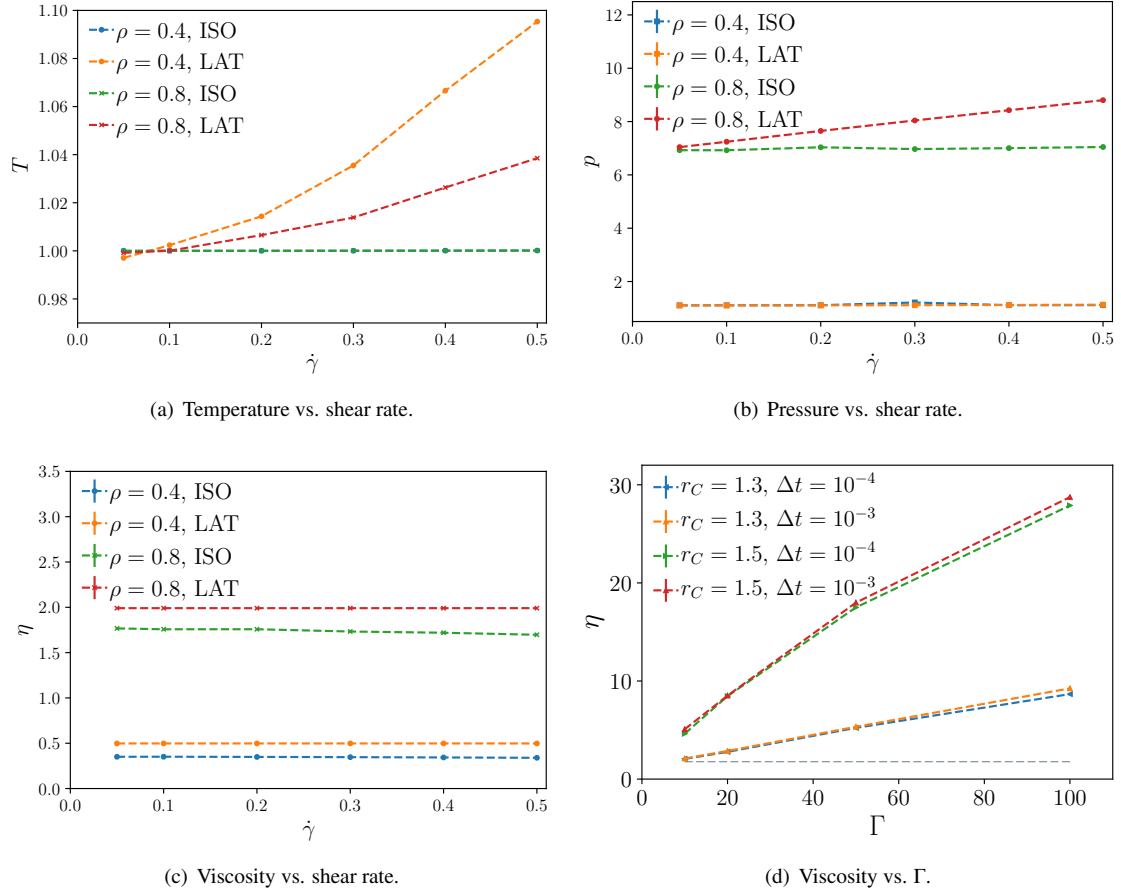 1.10
1.08
1.06
1.04
1.02
1.00
0.98
T
ρ = 0.4, ISO
ρ = 0.4, LAT
ρ = 0.8, ISO
ρ = 0.8, LAT
0.0 0.1 0.2 0.3 0.4 0.5
γ̇
(a) Temperature vs. shear rate.
12
10
8
6
4
2
p
ρ = 0.4, ISO
ρ = 0.4, LAT
ρ = 0.8, ISO
ρ = 0.8, LAT
0.0 0.1 0.2 0.3 0.4 0.5
γ̇
(b) Pressure vs. shear rate.
3.5
3.0
2.5
2.0
1.5
1.0
0.5
0.0
η
ρ = 0.4, ISO
ρ = 0.4, LAT
ρ = 0.8, ISO
ρ = 0.8, LAT
0.0 0.1 0.2 0.3 0.4 0.5
γ̇
(c) Viscosity vs. shear rate.
30
20
10
0
η
r_C = 1.3, Δt = 10⁻⁴
r_C = 1.3, Δt = 10⁻³
r_C = 1.5, Δt = 10⁻⁴
r_C = 1.5, Δt = 10⁻³
0 20 40 60 80 100
Γ
(d) Viscosity vs. Γ.